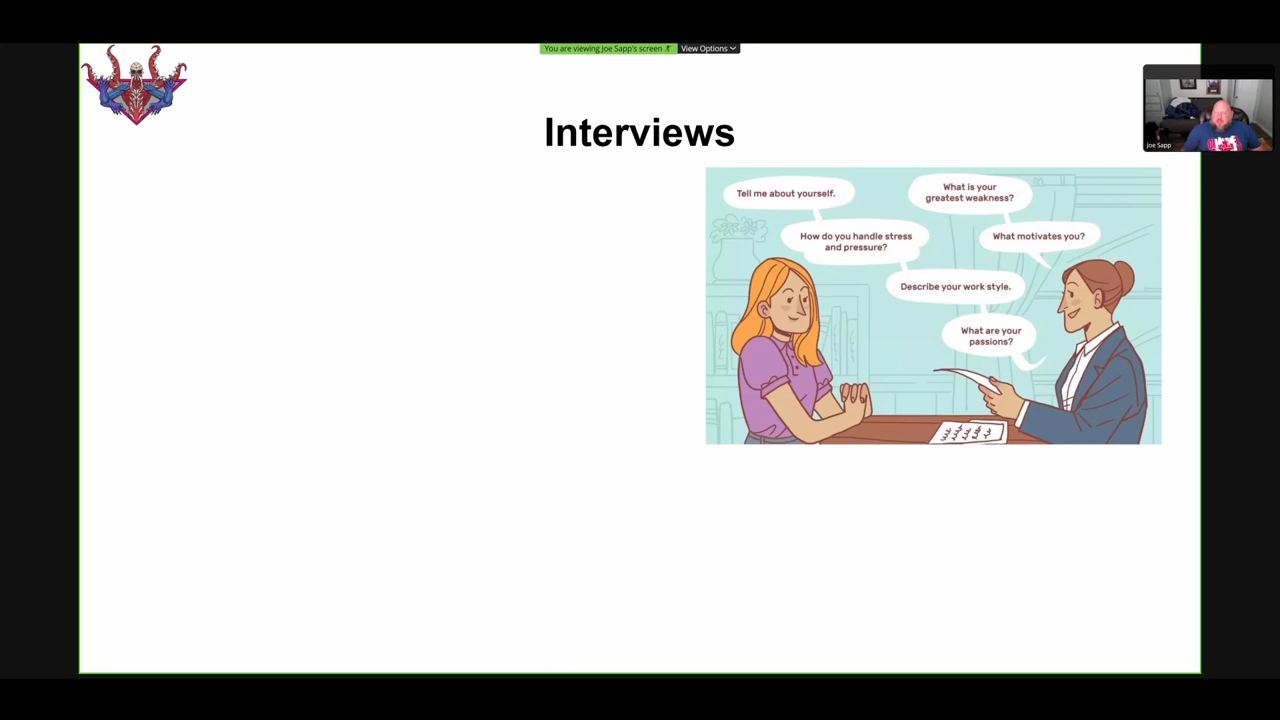 You are viewing Joe Sapp's screen
View Options
Joe Sapp
Interviews
Tell me about yourself.
What is your
greatest weakness?
How do you handle stress
and pressure?
What motivates you?
Describe your work style.
What are your
passions?